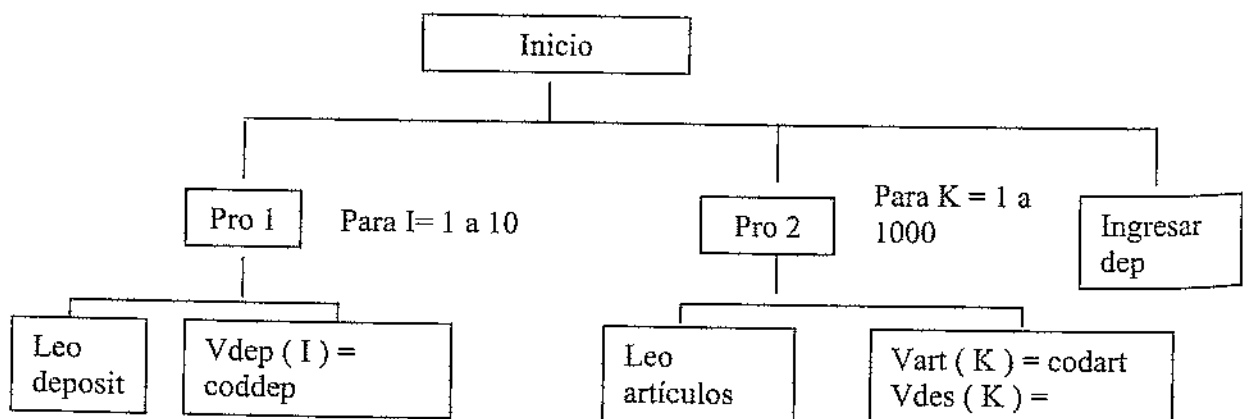 Inicio
Pro 1
Para I= 1 a 10
Pro 2
Para K = 1 a
1000
Ingresar
dep
Leo
deposit
Vdep ( I ) =
coddep
Leo
artículos
Vart ( K ) = codart
Vdes ( K ) =